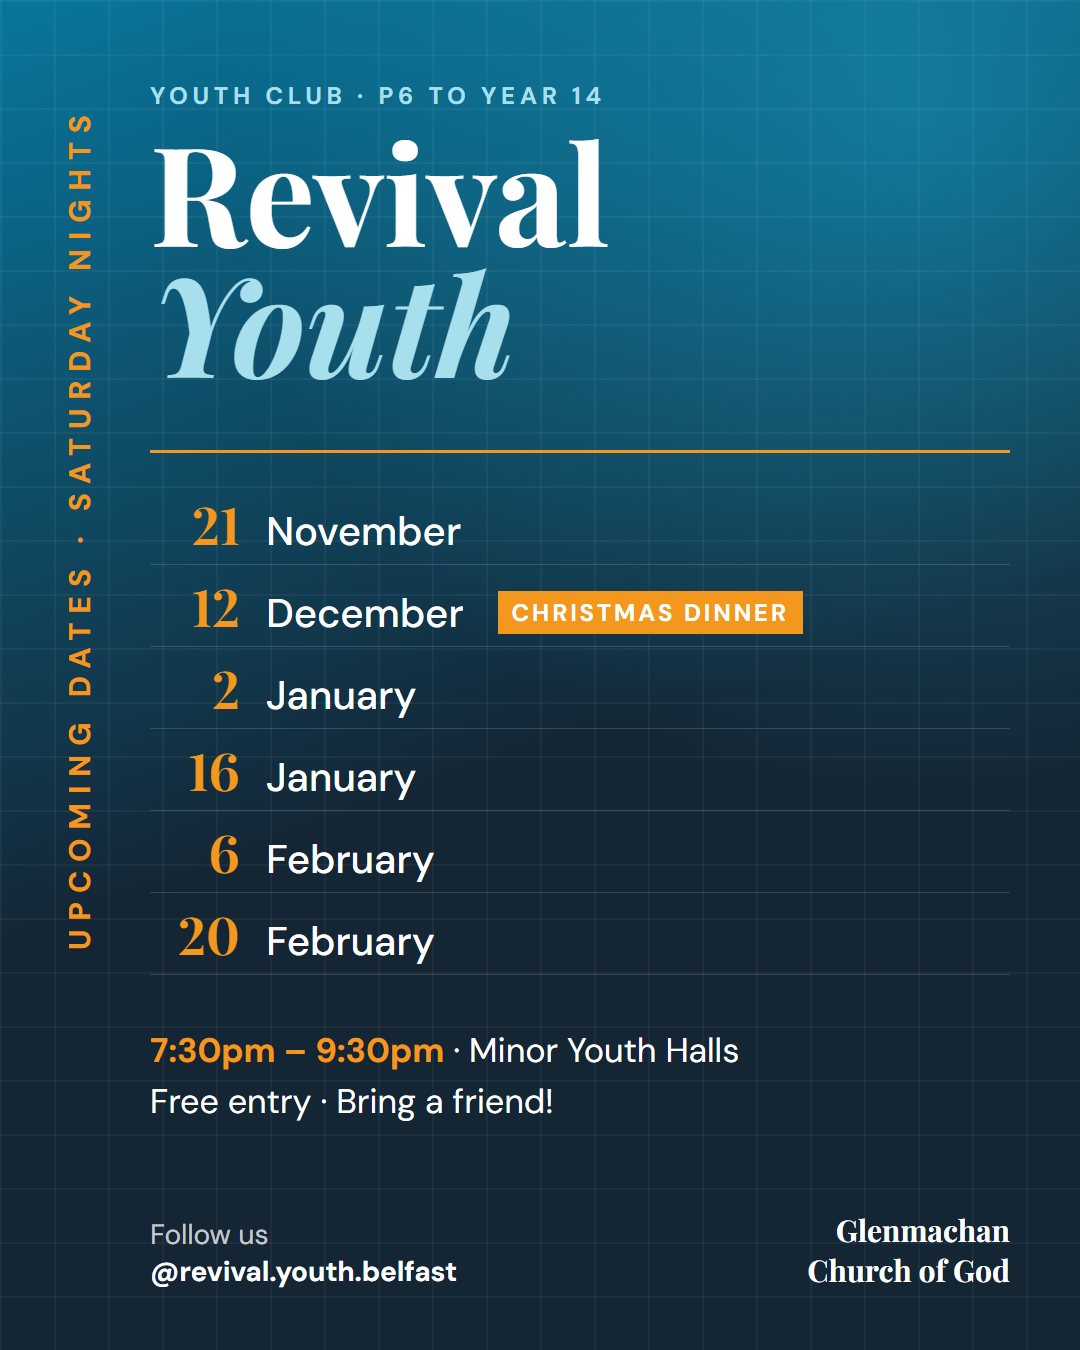 YOUTH CLUB · P6 TO YEAR 14
Revival
Youth
UPCOMING DATES · SATURDAY NIGHTS
21 November
12 December CHRISTMAS DINNER
2 January
16 January
6 February
20 February
7:30pm – 9:30pm · Minor Youth Halls
Free entry · Bring a friend!
Follow us
@revival.youth.belfast
Glenmachan
Church of God